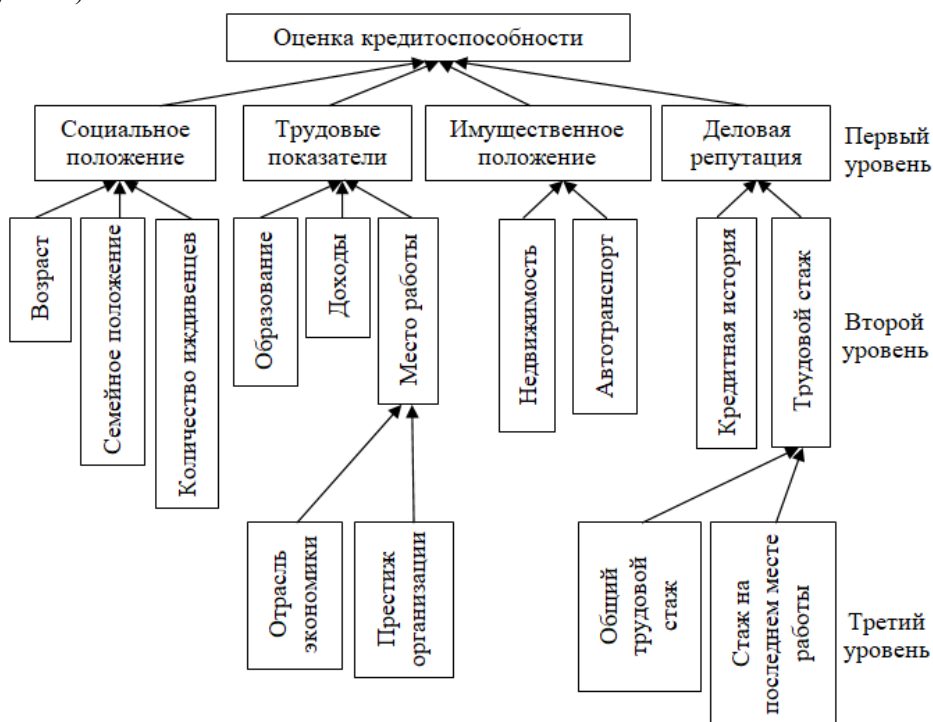 Оценка кредитоспособности
Социальное
положение
Трудовые
показатели
Имущественное
положение
Деловая
репутация
Первый
уровень
Возраст
Семейное положение
Количество иждивенцев
Образование
Доходы
Место работы
Недвижимость
Автотранспорт
Кредитная история
Трудовой стаж
Второй
уровень
Отрасль
экономики
Престиж
организации
Общий
трудовой
стаж
Стаж на
последнем месте
работы
Третий
уровень